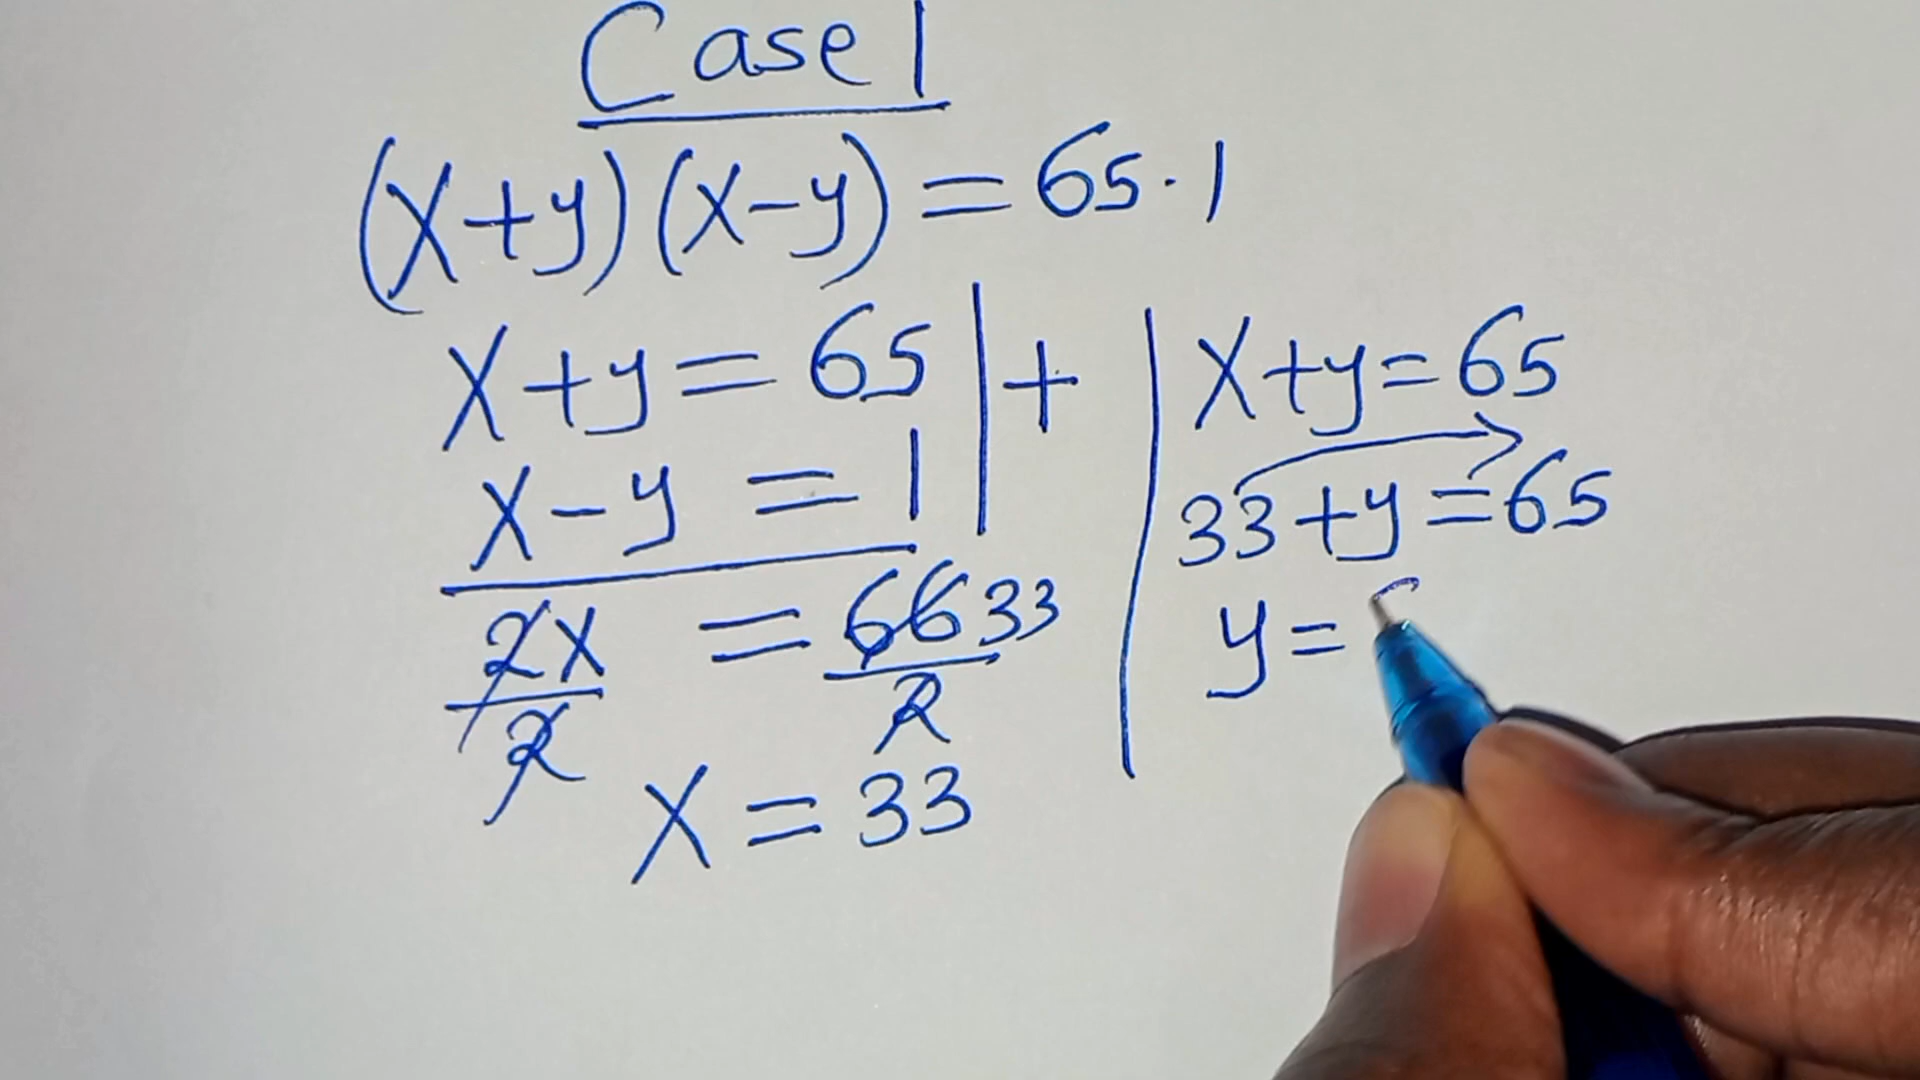 Case 1
(x+y)(x-y)=65·1
x+y=65 | +
x-y=1
2x/2 = 66/2 33
x=33
x+y=65
33+y=65
y=